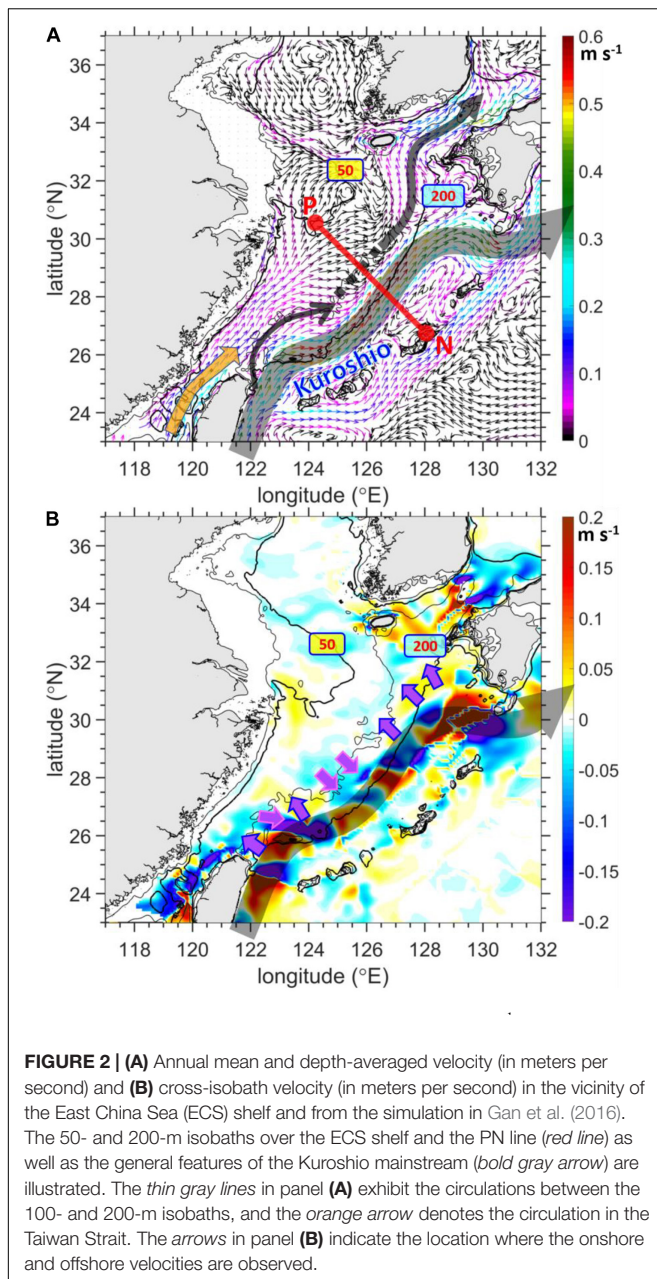 A
36
34
32
30
28
26
24
latitude (°N)
50
200
P
N
Kuroshio
118 120 122 124 126 128 130 132
longitude (°E)
0.6
m s-1
0.5
0.4
0.3
0.2
0.1
0
B
36
34
32
30
28
26
24
latitude (°N)
50
200
118 120 122 124 126 128 130 132
longitude (°E)
0.2
m s-1
0.15
0.1
0.05
0
-0.05
-0.1
-0.15
-0.2
FIGURE 2 | (A) Annual mean and depth-averaged velocity (in meters per
second) and (B) cross-isobath velocity (in meters per second) in the vicinity of
the East China Sea (ECS) shelf and from the simulation in Gan et al. (2016).
The 50- and 200-m isobaths over the ECS shelf and the PN line (red line) as
well as the general features of the Kuroshio mainstream (bold gray arrow) are
illustrated. The thin gray lines in panel (A) exhibit the circulations between the
100- and 200-m isobaths, and the orange arrow denotes the circulation in the
Taiwan Strait. The arrows in panel (B) indicate the location where the onshore
and offshore velocities are observed.